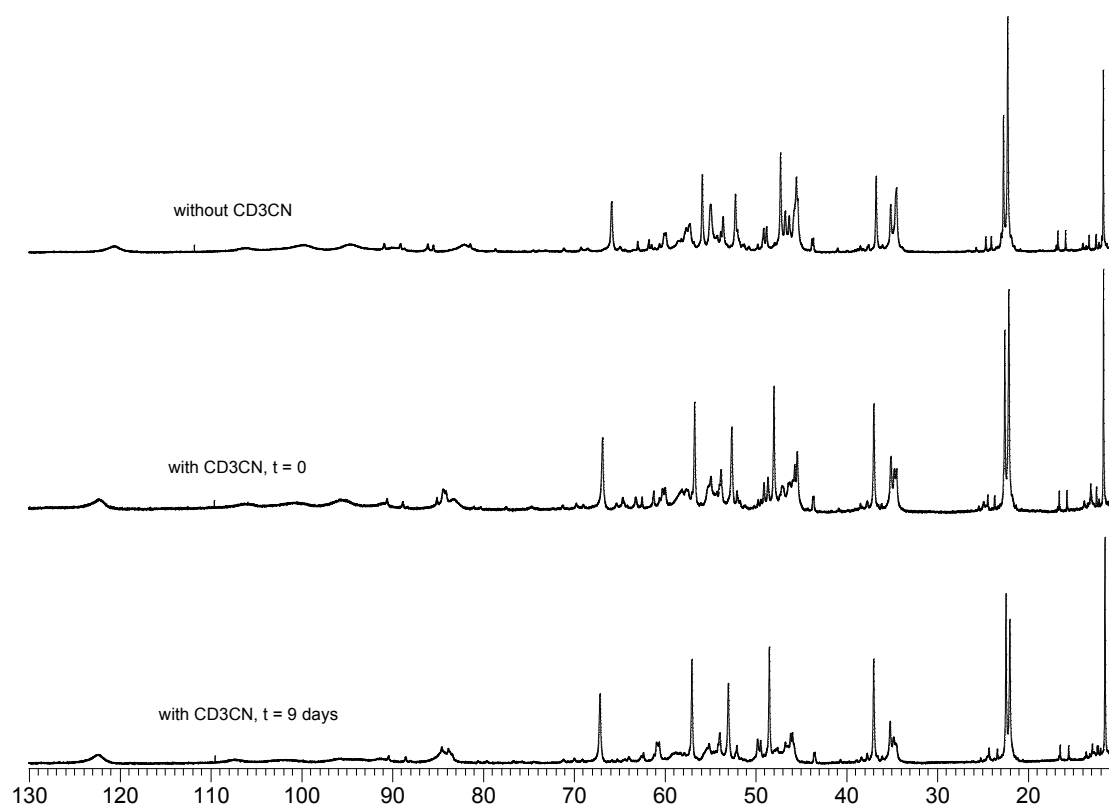 without CD3CN
with CD3CN, t = 0
with CD3CN, t = 9 days
130 120 110 100 90 80 70 60 50 40 30 20